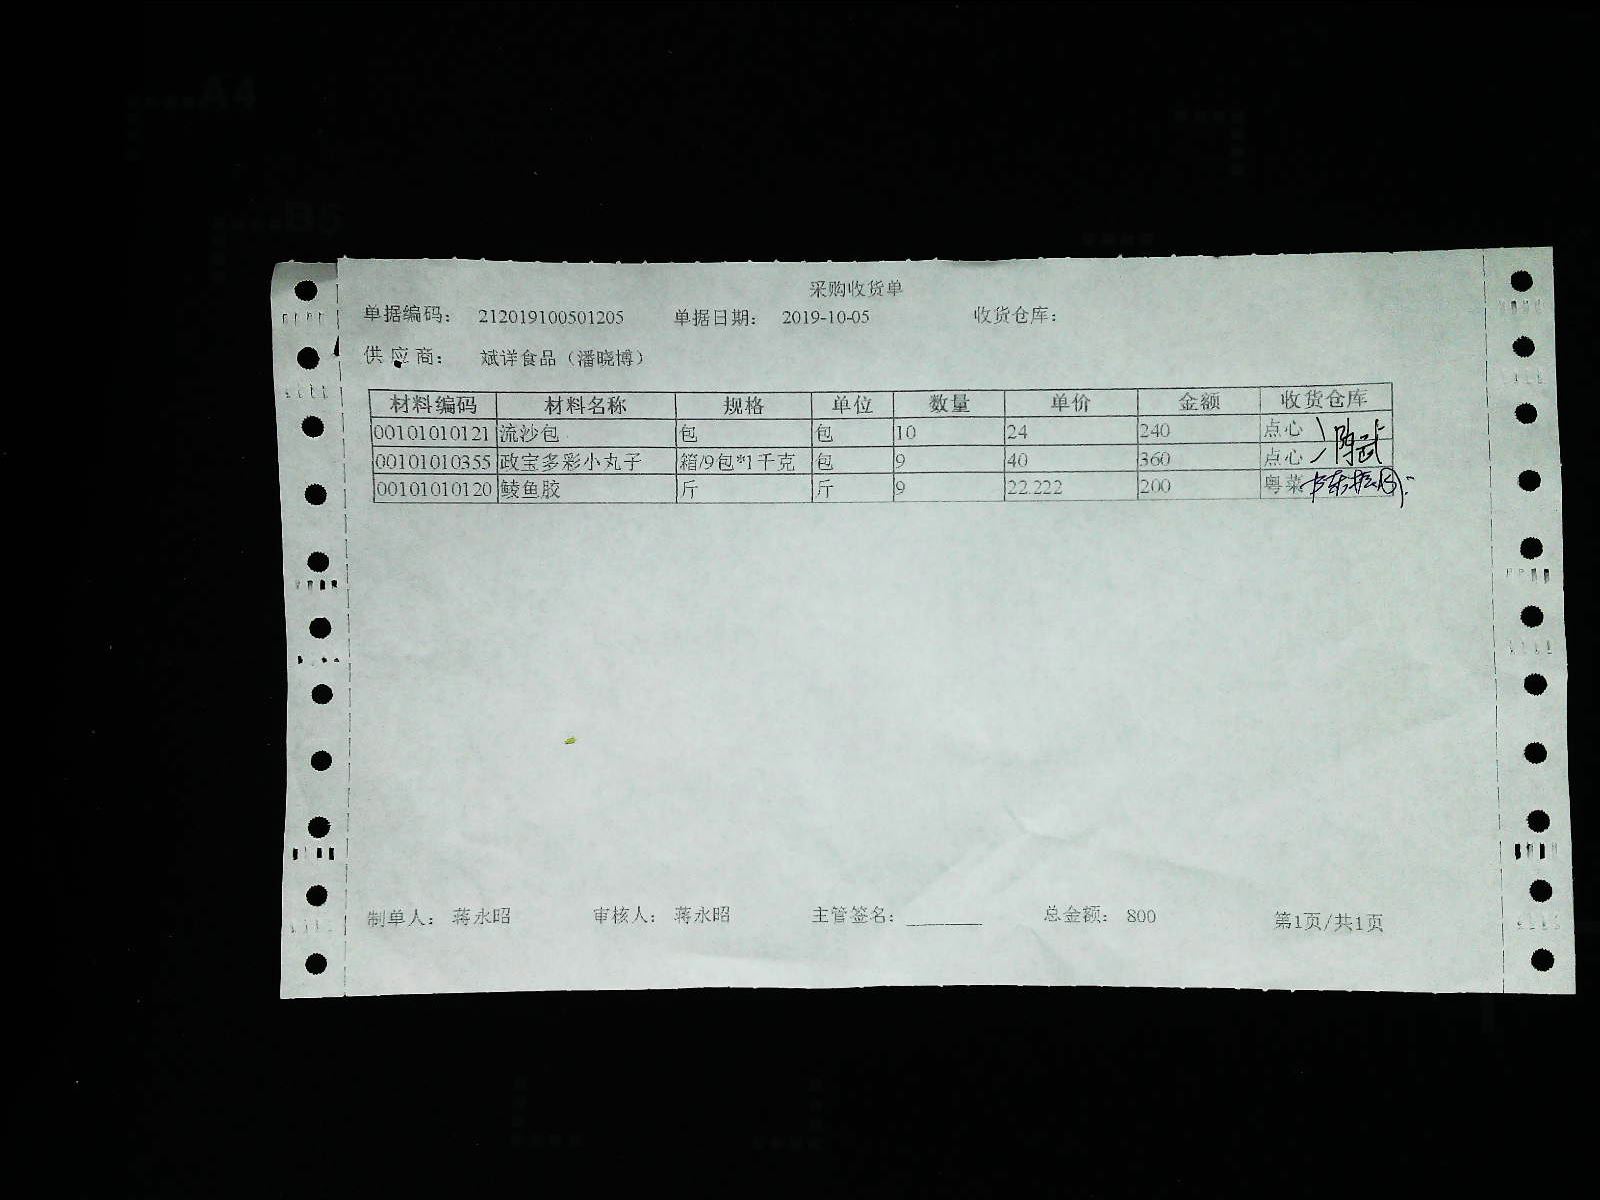 采购收货单
单据编码： 212019100501205 单据日期： 2019-10-05 收货仓库：
供应商： 斌详食品（潘晓博）
材料编码 材料名称 规格 单位 数量 单价 金额 收货仓库
00101010121 流沙包 包 包 10 24 240 点心
00101010355 政宝多彩小丸子 箱/9包*1千克 包 9 40 360 点心
00101010120 鲮鱼胶 斤 斤 9 22.222 200 粤菜
制单人： 蒋永昭 审核人： 蒋永昭 主管签名： 总金额： 800 第1页/共1页